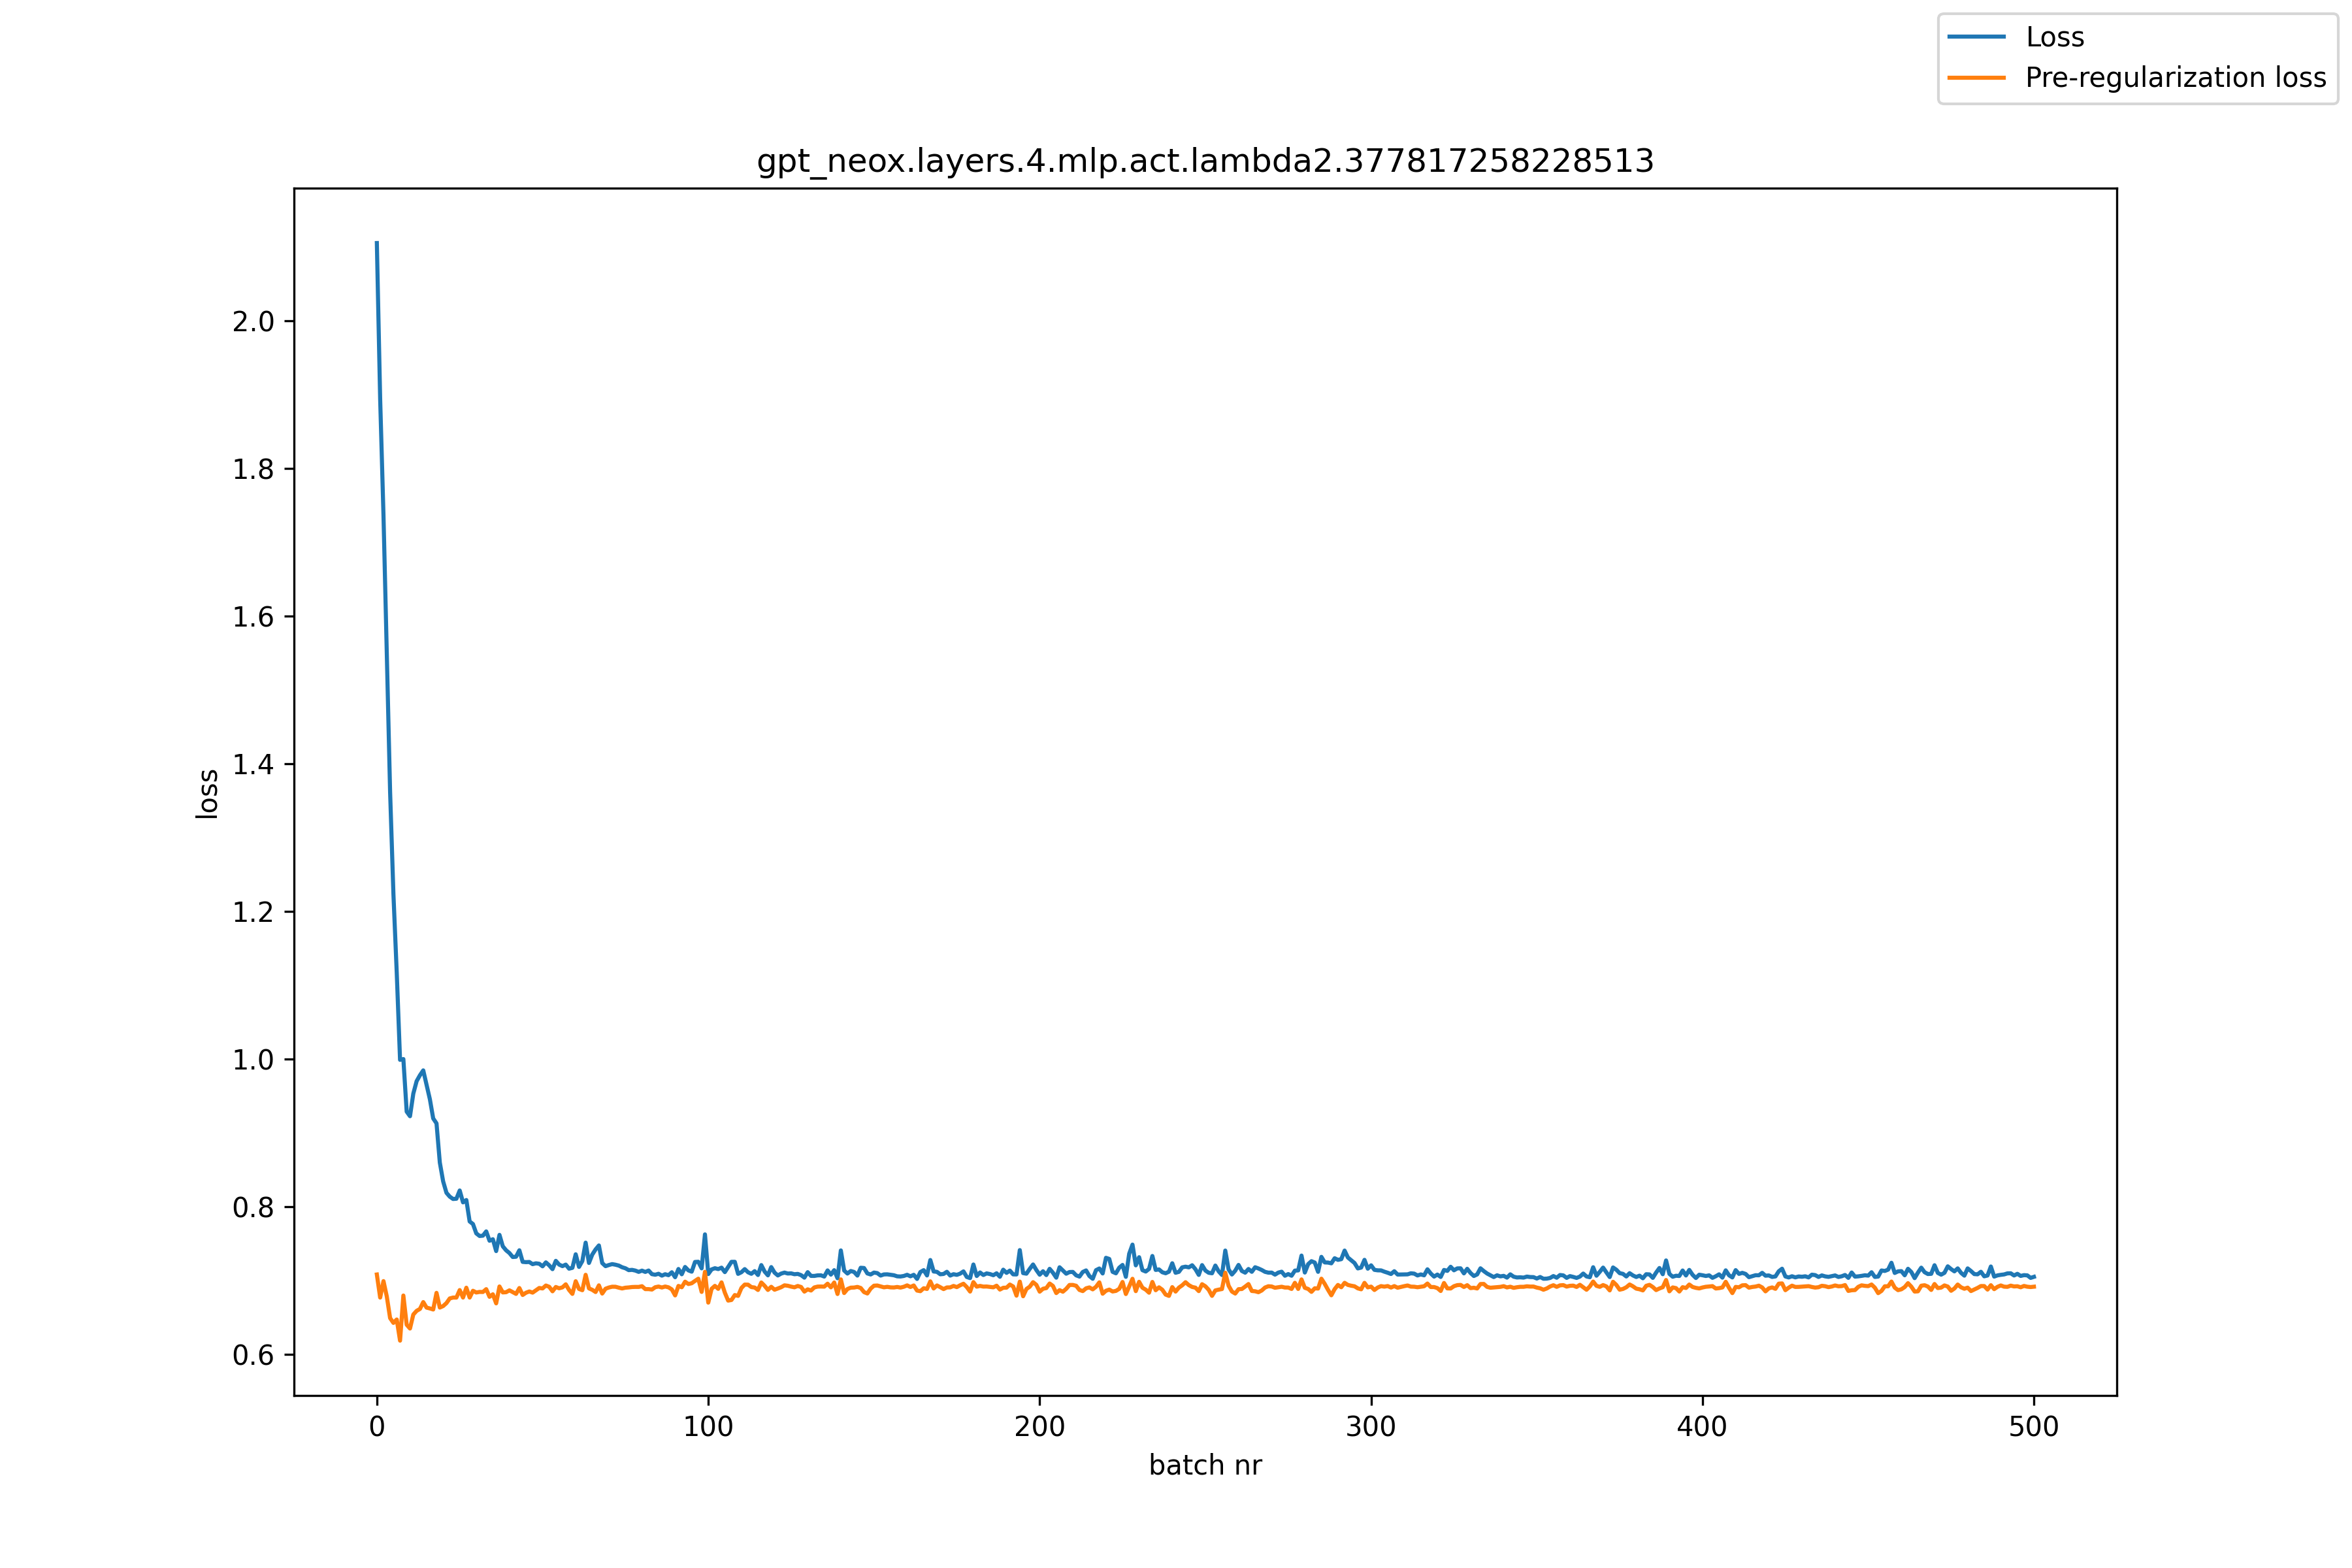 Loss
Pre-regularization loss
gpt_neox.layers.4.mlp.act.lambda2.377817258228513
2.0
1.8
1.6
1.4
1.2
1.0
0.8
0.6
loss
0 100 200 300 400 500
batch nr